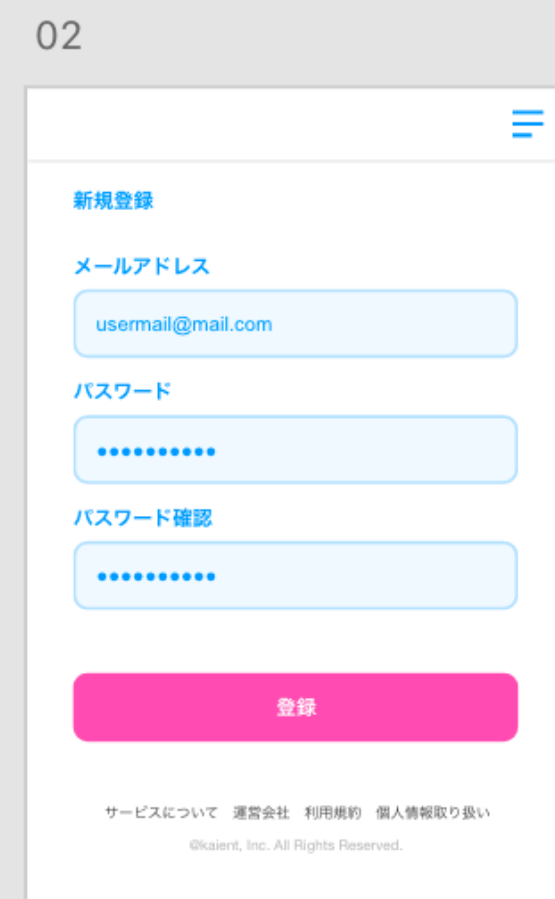 02
新規登録
メールアドレス
usermail@mail.com
パスワード
••••••••••
パスワード確認
••••••••••
登録
サービスについて 運営会社 利用規約 個人情報取り扱い
@kaient, Inc. All Rights Reserved.